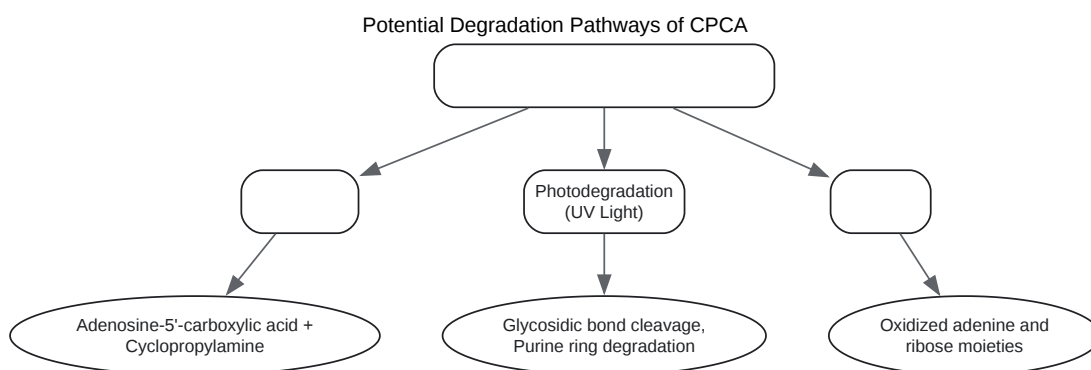 Potential Degradation Pathways of CPCA
Photodegradation
(UV Light)
Adenosine-5'-carboxylic acid +
Cyclopropylamine
Glycosidic bond cleavage,
Purine ring degradation
Oxidized adenine and
ribose moieties